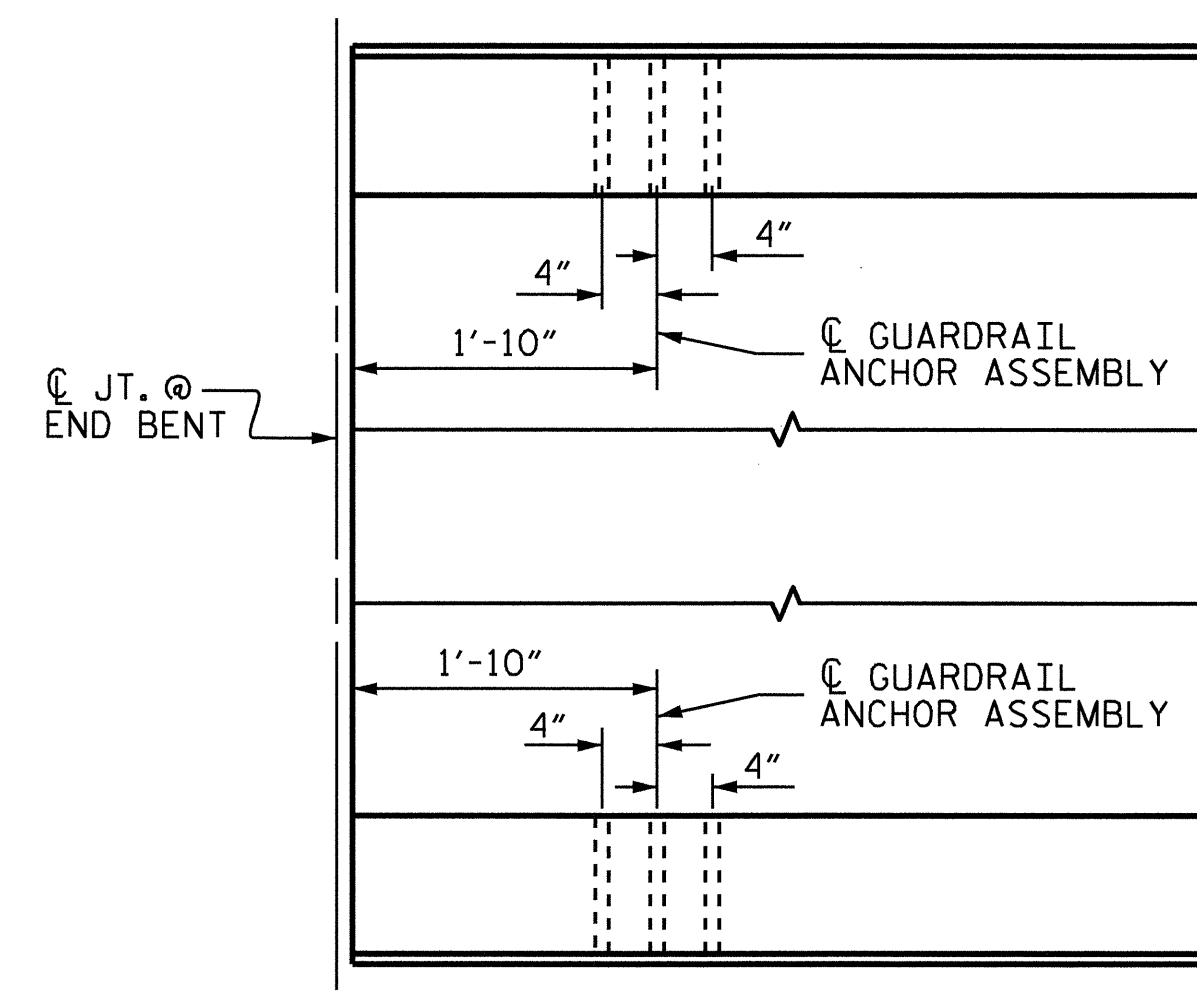 4"
4"
1'-10"
℄ GUARDRAIL
ANCHOR ASSEMBLY
℄ JT. @
END BENT
1'-10"
℄ GUARDRAIL
ANCHOR ASSEMBLY
4"
4"